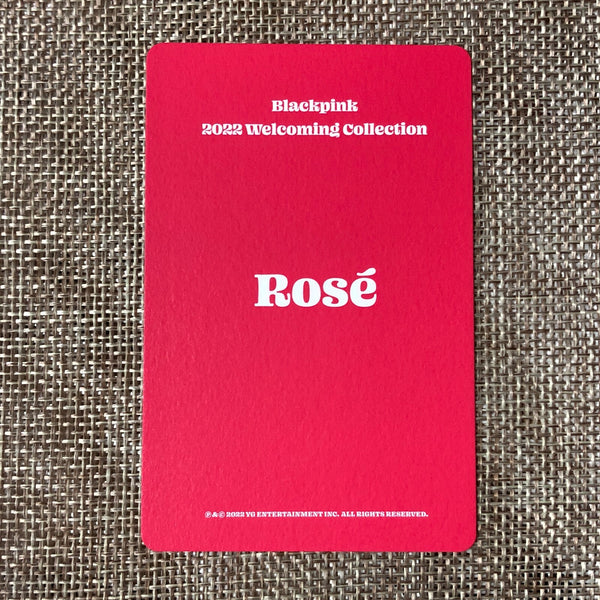 Blackpink
2022 Welcoming Collection
Rosé
℗ & © 2022 YG ENTERTAINMENT INC. ALL RIGHTS RESERVED.